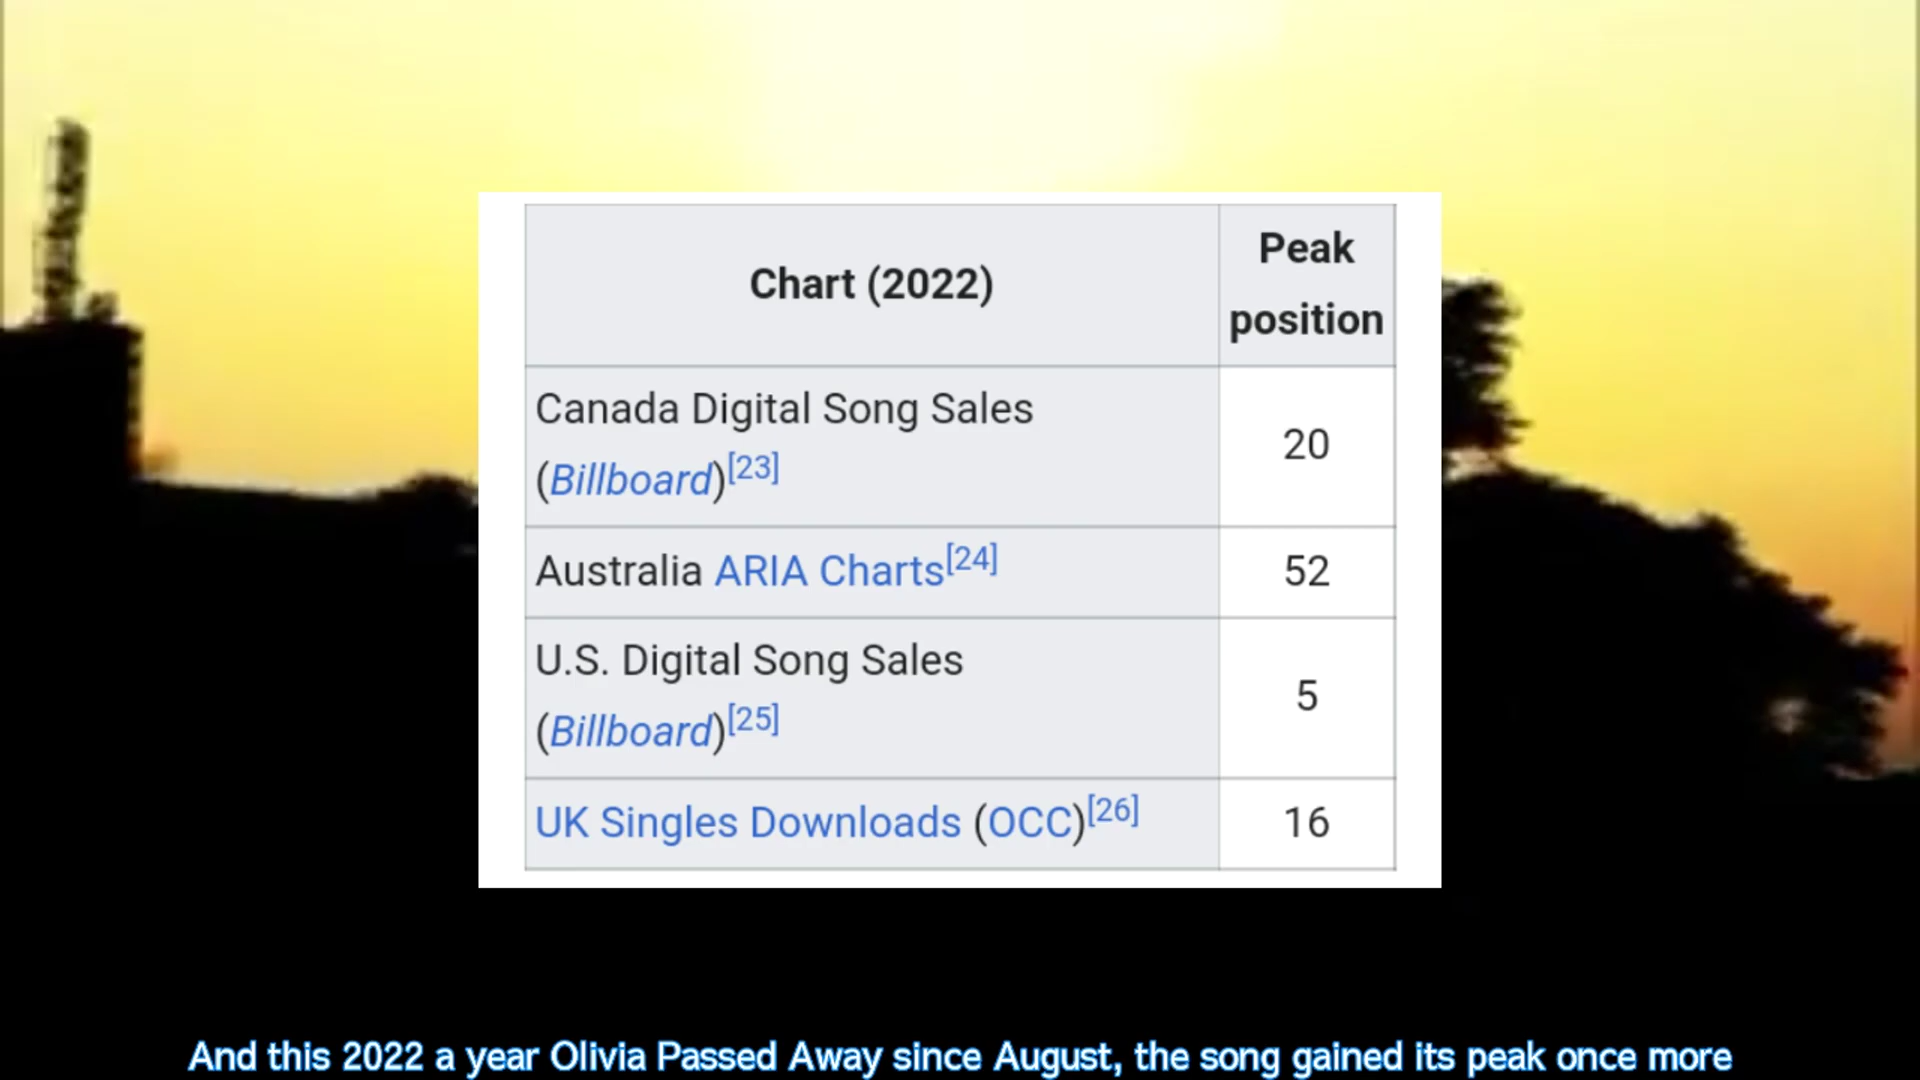 Chart (2022)
Peak
position
Canada Digital Song Sales
(Billboard)[23]
20
Australia ARIA Charts[24]
52
U.S. Digital Song Sales
(Billboard)[25]
5
UK Singles Downloads (OCC)[26]
16
And this 2022 a year Olivia Passed Away since August, the song gained its peak once more